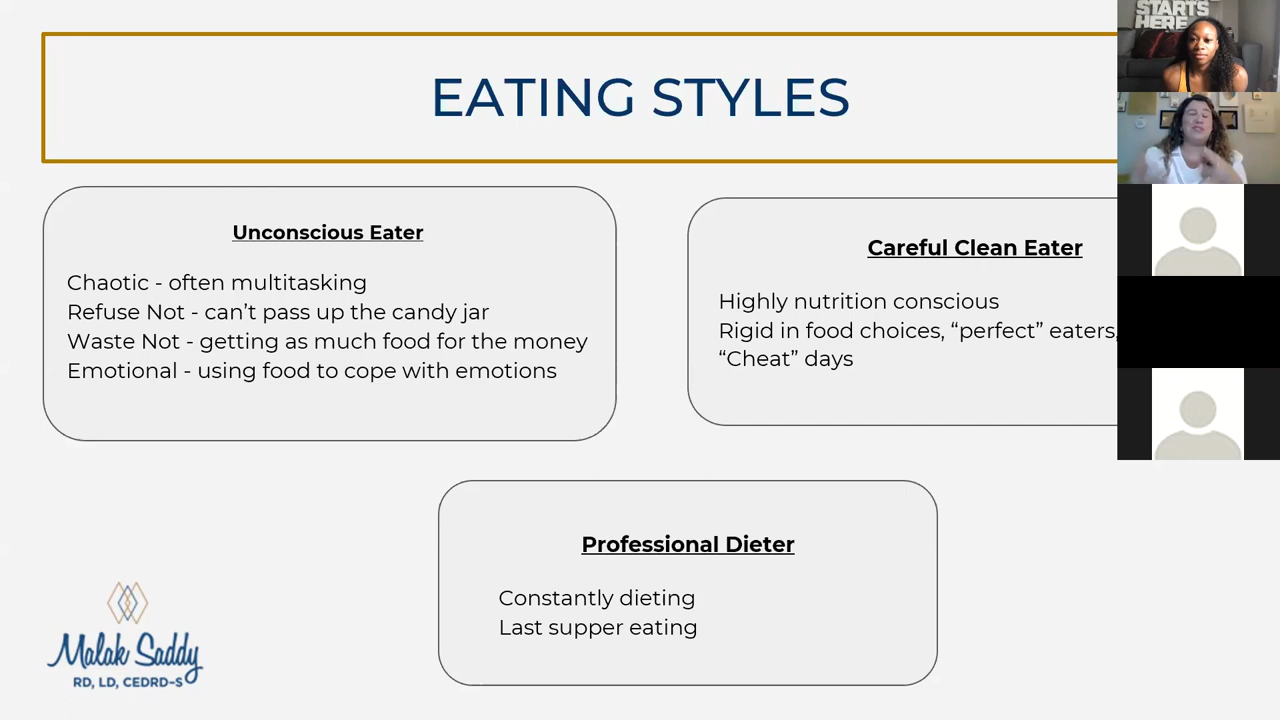 STARTS
HERE
EATING STYLES
Unconscious Eater
Chaotic - often multitasking
Refuse Not - can’t pass up the candy jar
Waste Not - getting as much food for the money
Emotional - using food to cope with emotions
Careful Clean Eater
Highly nutrition conscious
Rigid in food choices, “perfect” eaters,
“Cheat” days
Professional Dieter
Constantly dieting
Last supper eating
Malak Saddy
RD, LD, CEDRD-S